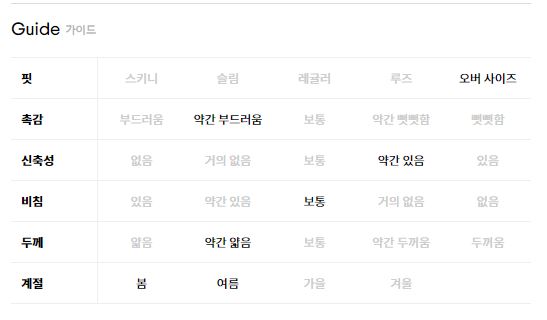 Guide 가이드
핏 스키니 슬림 레귤러 루즈 오버 사이즈
촉감 부드러움 약간 부드러움 보통 약간 뻣뻣함 뻣뻣함
신축성 없음 거의 없음 보통 약간 있음 있음
비침 있음 약간 있음 보통 거의 없음 없음
두께 얇음 약간 얇음 보통 약간 두꺼움 두꺼움
계절 봄 여름 가을 겨울